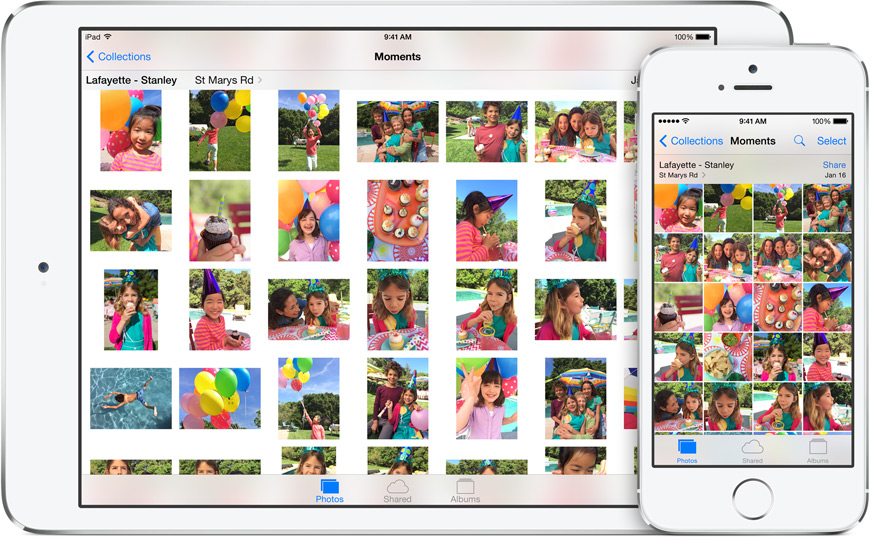 iPad 9:41 AM 100%
Collections Moments
Lafayette - Stanley St Marys Rd
Photos Shared Albums
9:41 AM 100%
Collections Moments Select
Lafayette - Stanley Share
St Marys Rd Jan 16
Photos Shared Albums